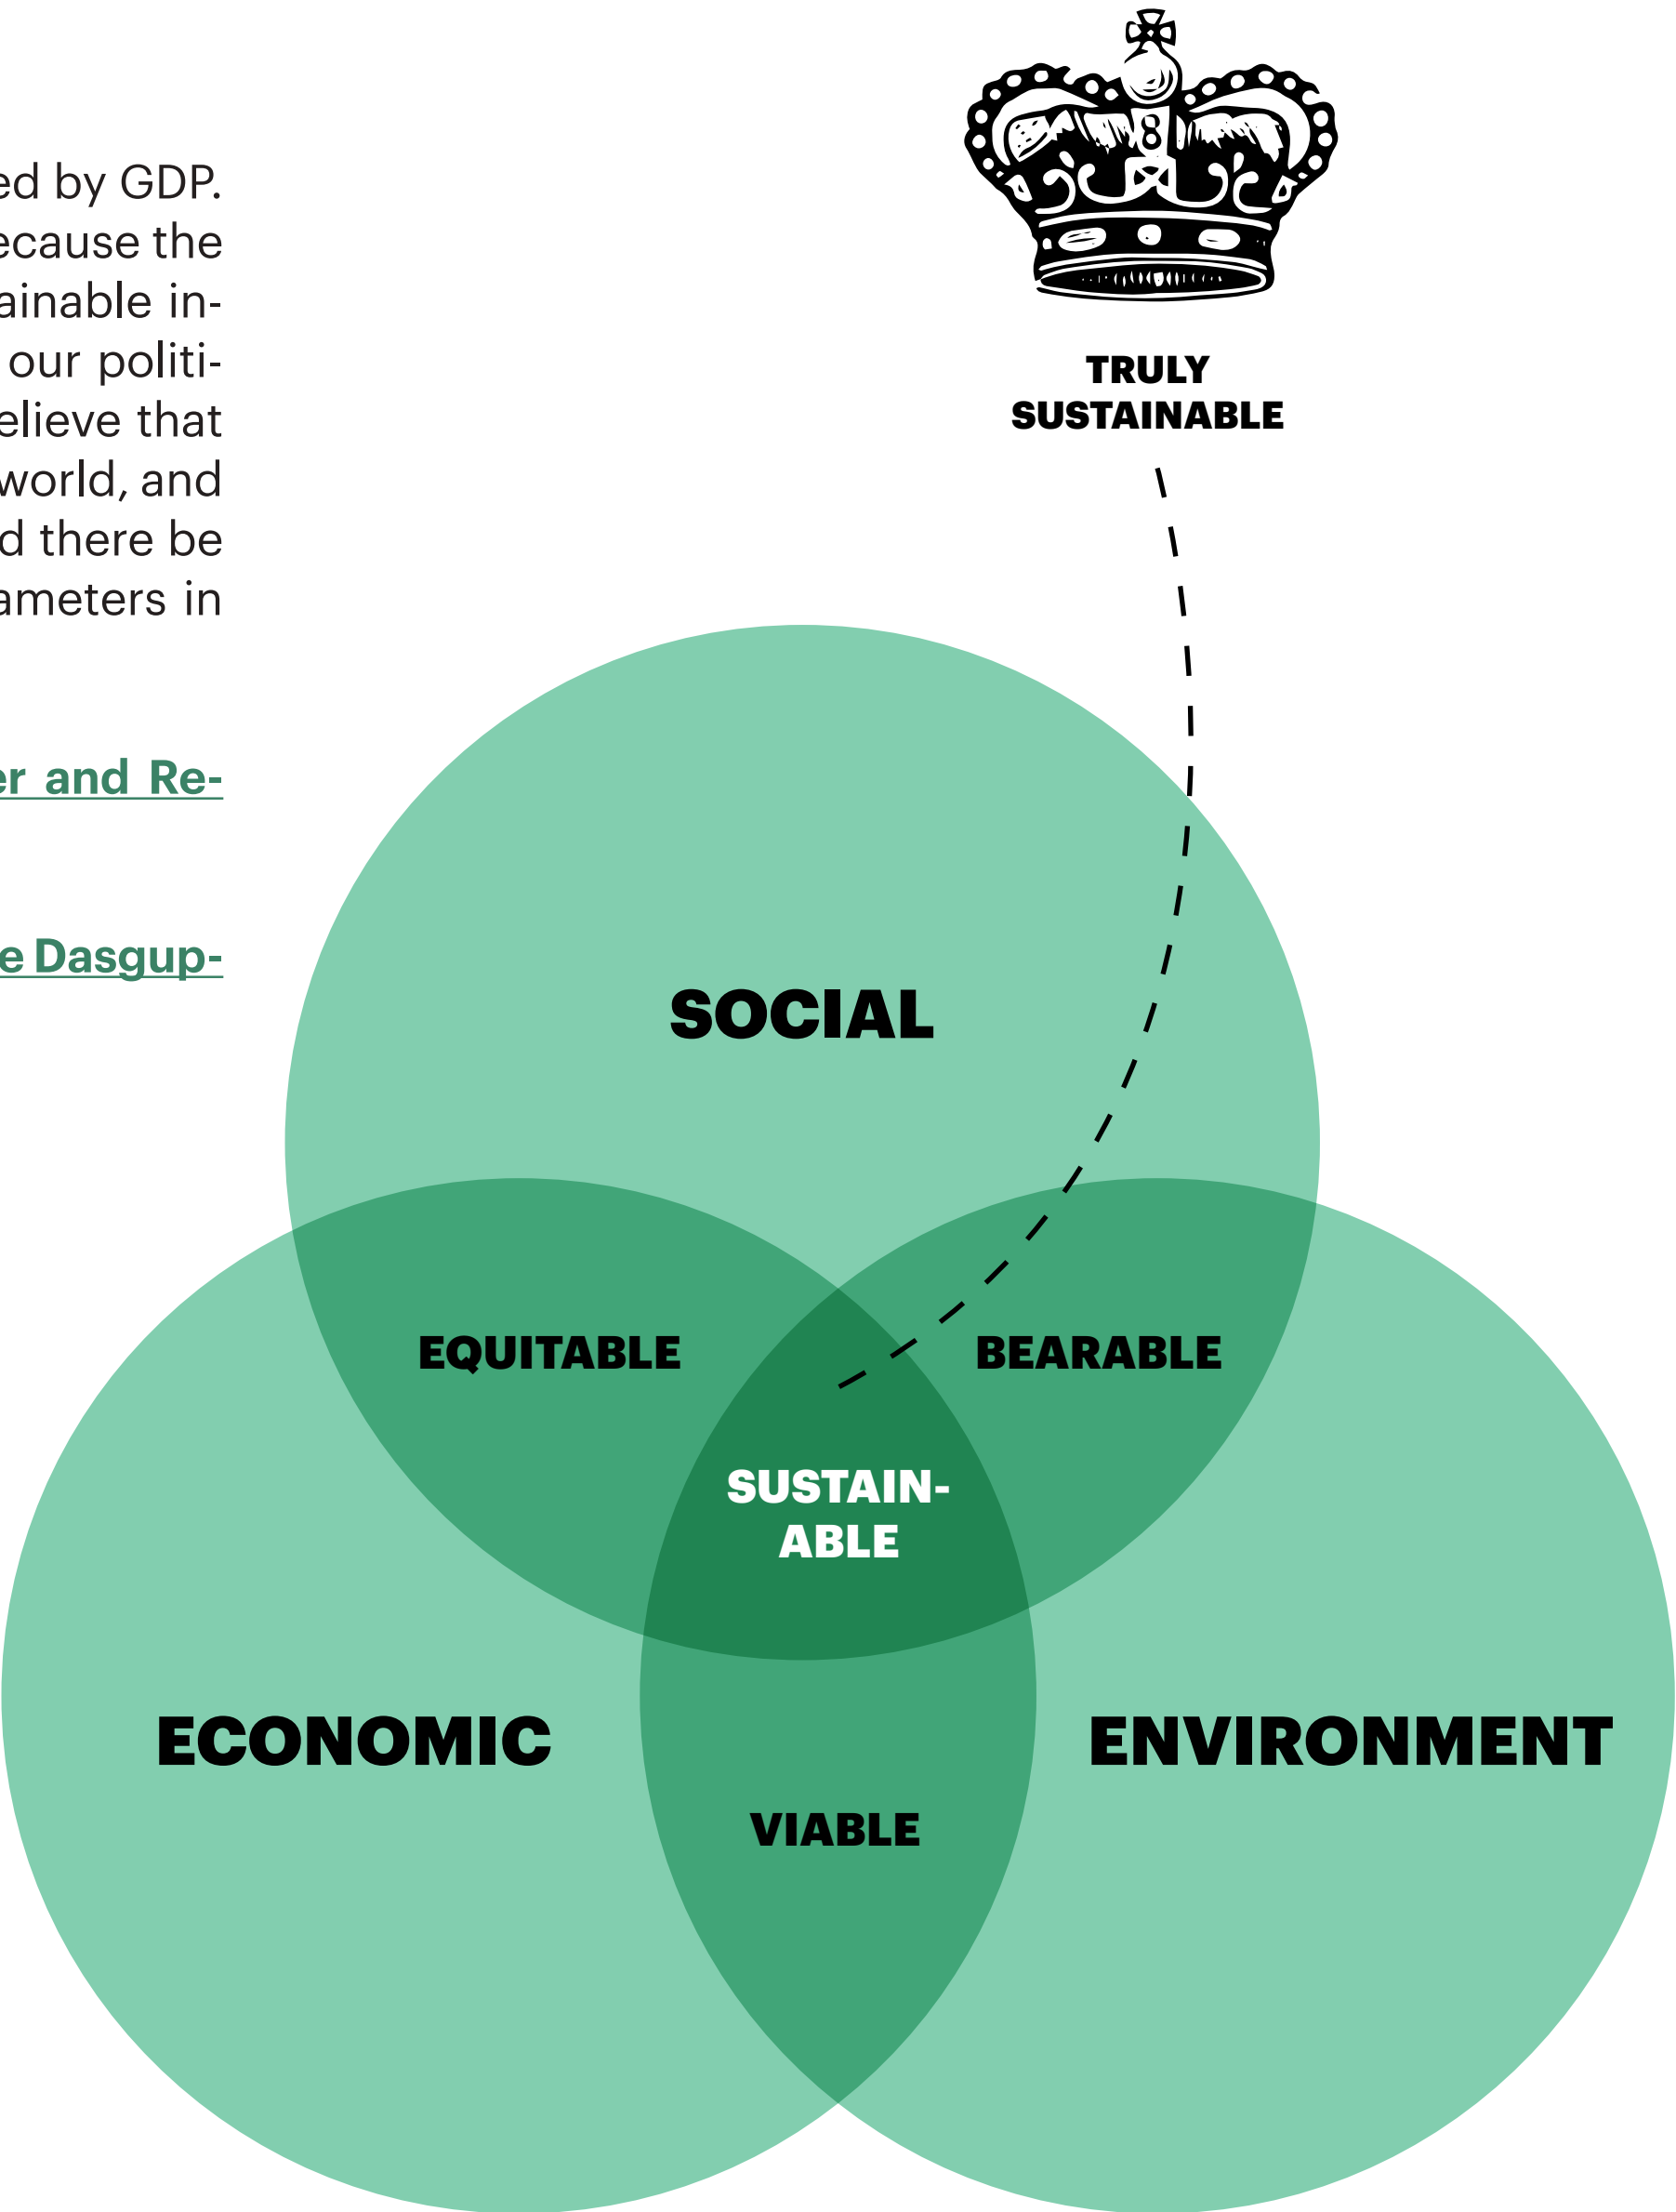 ed by GDP.
ecause the
ainable in-
our politi-
elieve that
world, and
d there be
ameters in
er and Re-
e Dasgup-
TRULY
SUSTAINABLE
SOCIAL
EQUITABLE
BEARABLE
SUSTAIN-
ABLE
ECONOMIC
ENVIRONMENT
VIABLE